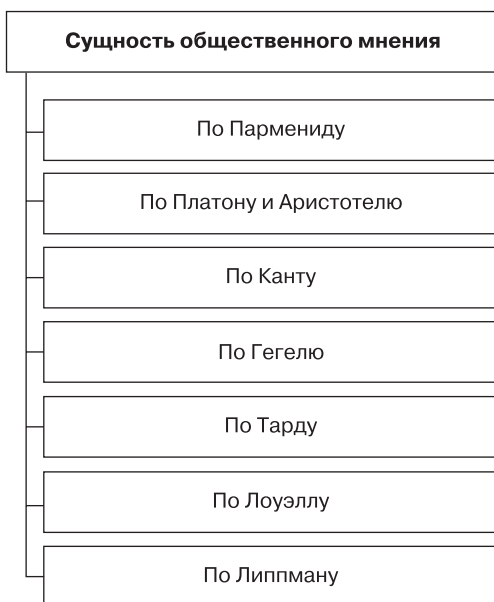 Сущность общественного мнения
По Пармениду
По Платону и Аристотелю
По Канту
По Гегелю
По Тарду
По Лоуэллу
По Липпману